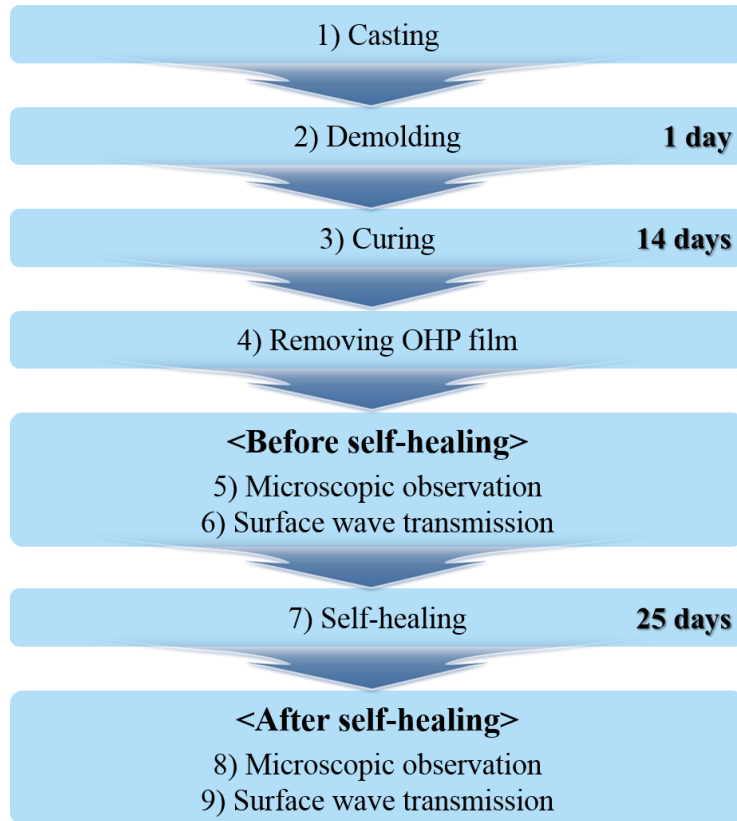 1) Casting
2) Demolding 1 day
3) Curing 14 days
4) Removing OHP film
<Before self-healing>
5) Microscopic observation
6) Surface wave transmission
7) Self-healing 25 days
<After self-healing>
8) Microscopic observation
9) Surface wave transmission